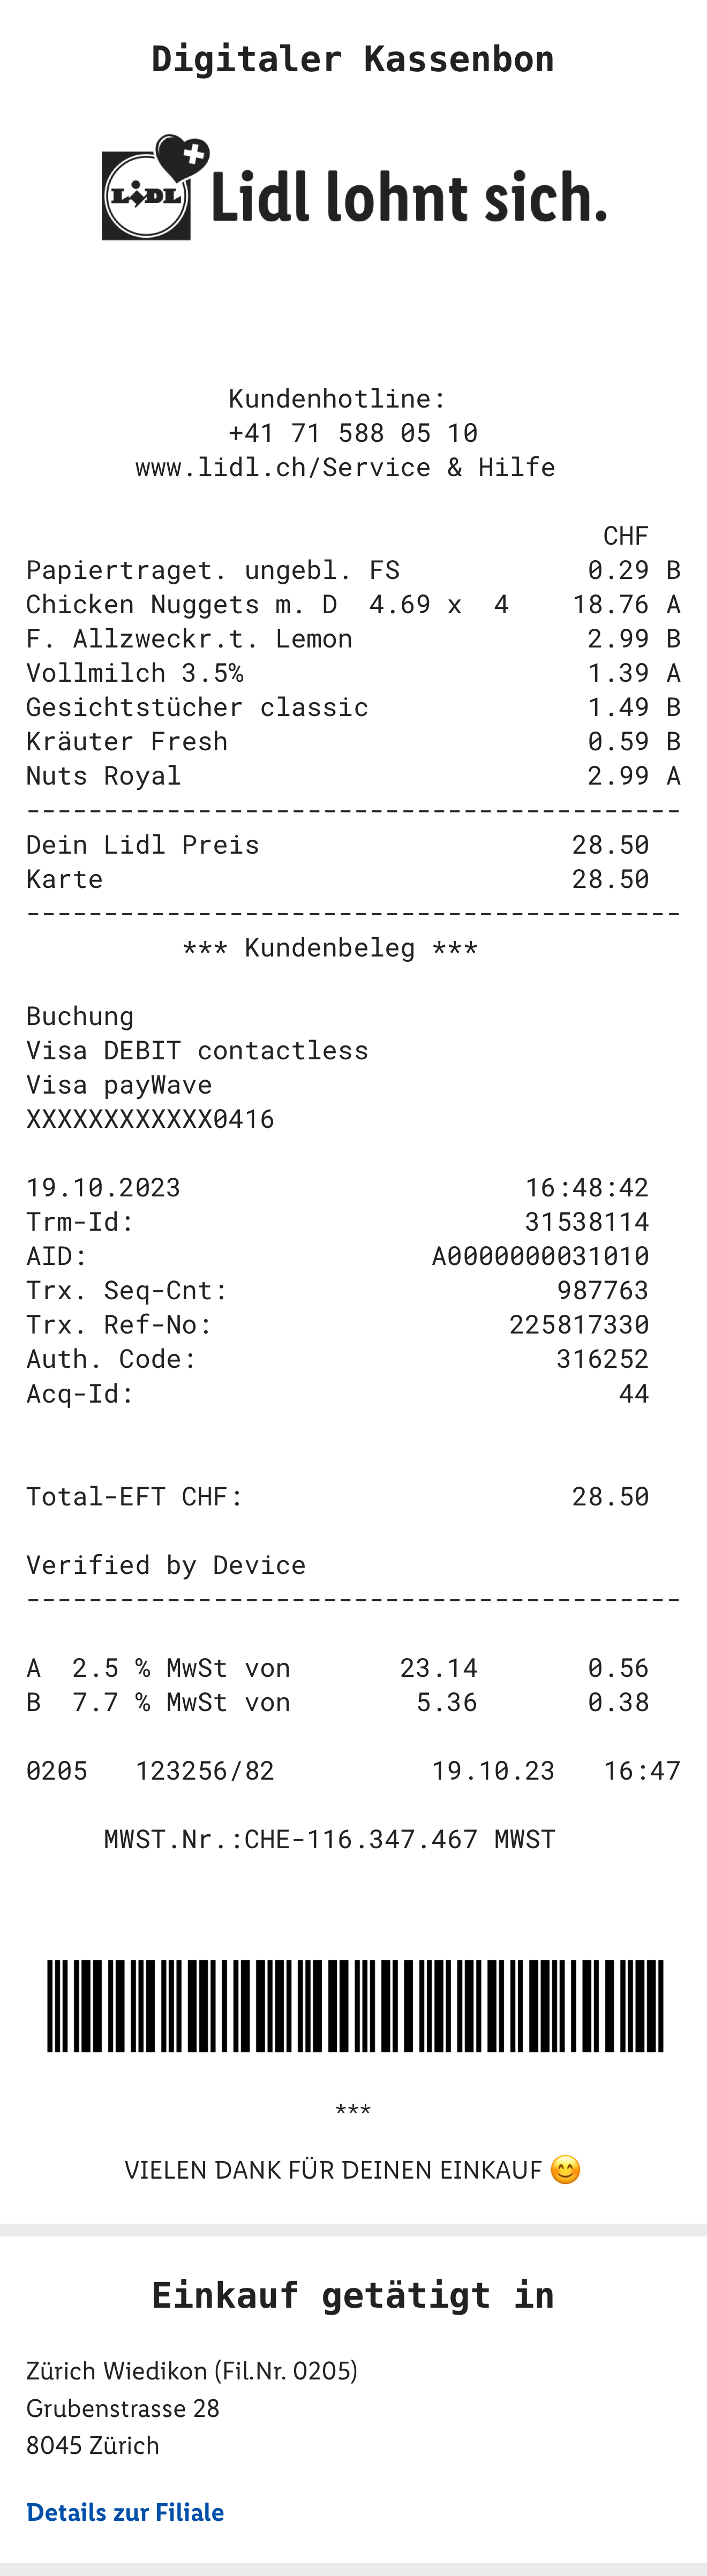 Digitaler Kassenbon
LiDL Lidl lohnt sich.
Kundenhotline:
+41 71 588 05 10
www.lidl.ch/Service & Hilfe
CHF
Papiertraget. ungebl. FS 0.29 B
Chicken Nuggets m. D 4.69 x 4 18.76 A
F. Allzweckr.t. Lemon 2.99 B
Vollmilch 3.5% 1.39 A
Gesichtstücher classic 1.49 B
Kräuter Fresh 0.59 B
Nuts Royal 2.99 A
------------------------------------------
Dein Lidl Preis 28.50
Karte 28.50
------------------------------------------
*** Kundenbeleg ***
Buchung
Visa DEBIT contactless
Visa payWave
XXXXXXXXXXXX0416
19.10.2023 16:48:42
Trm-Id: 31538114
AID: A0000000031010
Trx. Seq-Cnt: 987763
Trx. Ref-No: 225817330
Auth. Code: 316252
Acq-Id: 44
Total-EFT CHF: 28.50
Verified by Device
------------------------------------------
A 2.5 % MwSt von 23.14 0.56
B 7.7 % MwSt von 5.36 0.38
0205 123256/82 19.10.23 16:47
MWST.Nr.:CHE-116.347.467 MWST
***
VIELEN DANK FÜR DEINEN EINKAUF 😊
Einkauf getätigt in
Zürich Wiedikon (Fil.Nr. 0205)
Grubenstrasse 28
8045 Zürich
Details zur Filiale